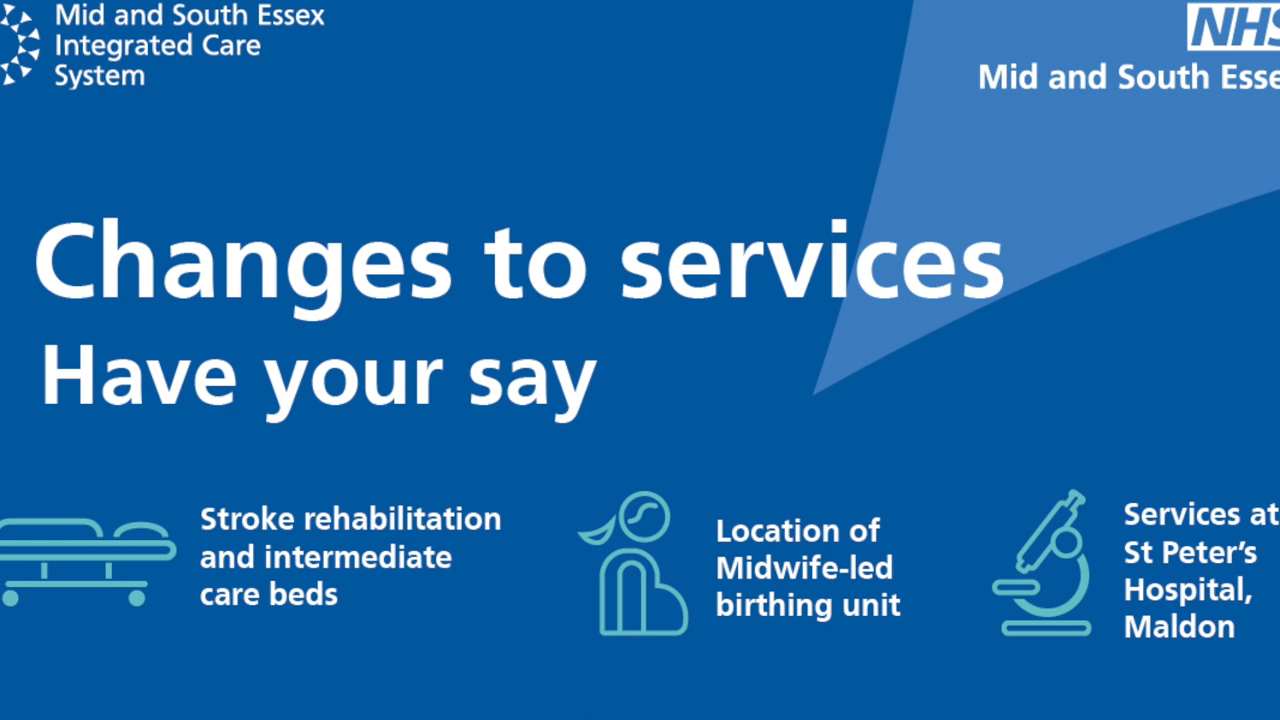 Mid and South Essex
Integrated Care
System
NHS
Mid and South Esse
Changes to services
Have your say
Stroke rehabilitation
and intermediate
care beds
Location of
Midwife-led
birthing unit
Services at
St Peter’s
Hospital,
Maldon